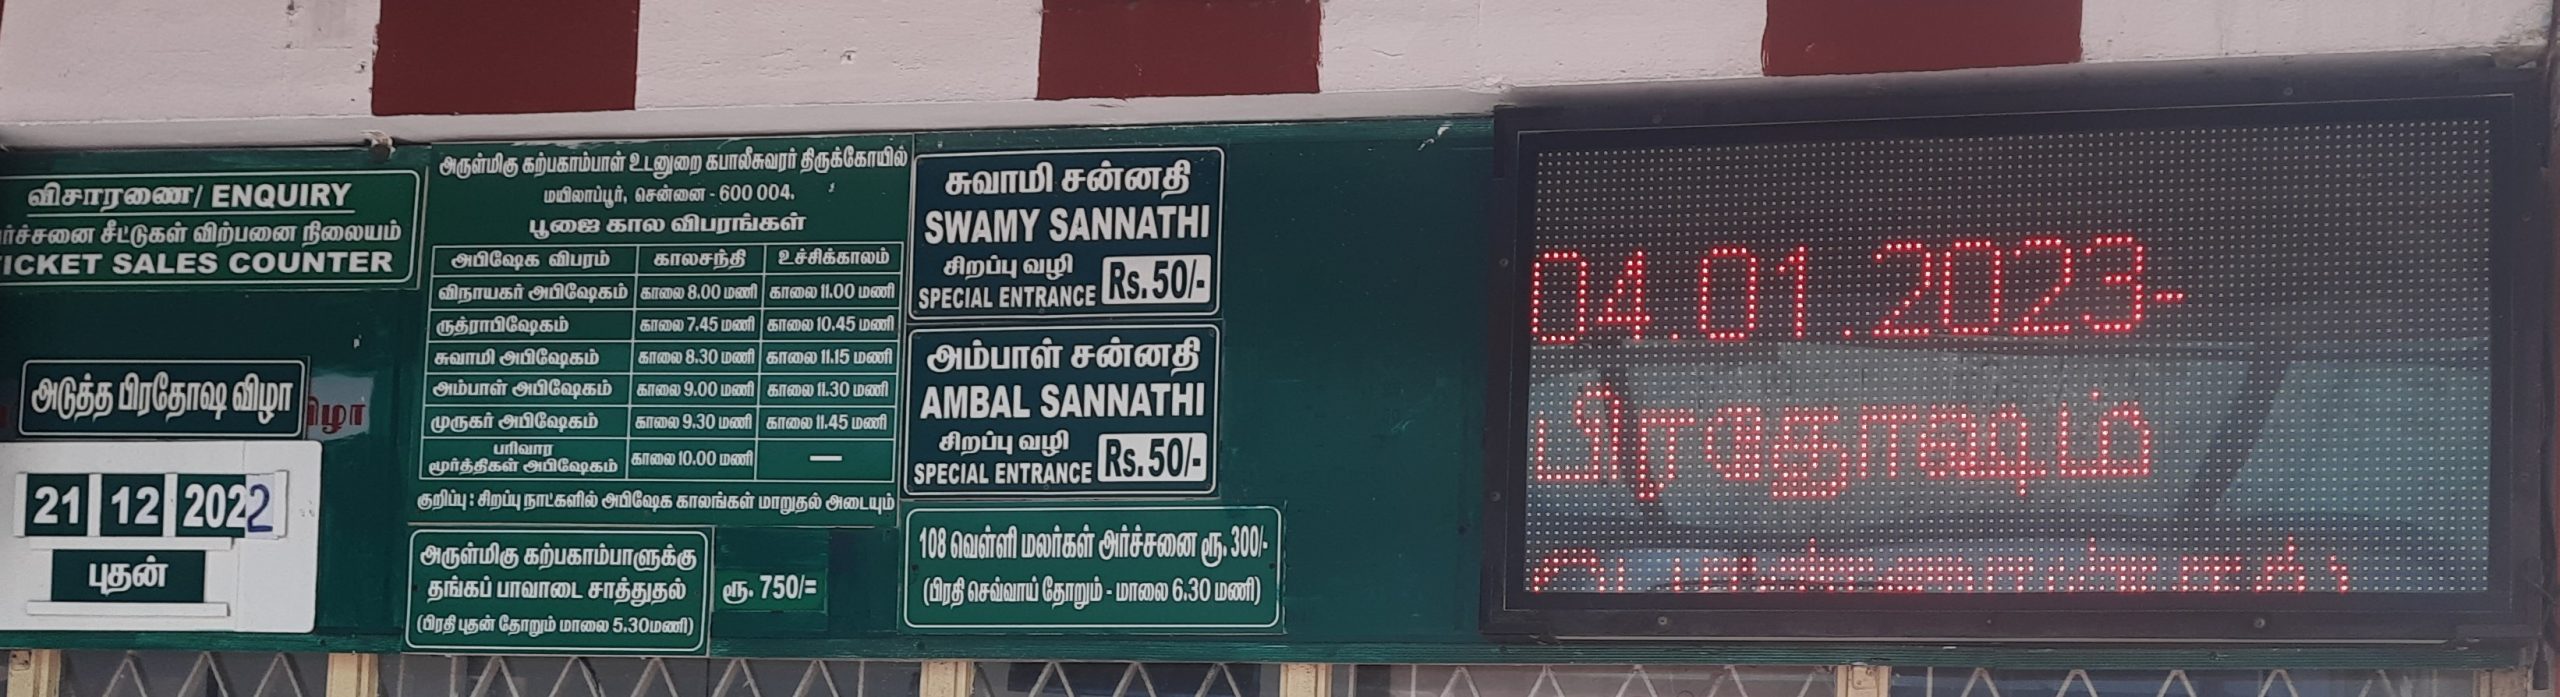 விசாரணை/ ENQUIRY
சீட்டுகள் விற்பனை நிலையம்
SALES COUNTER
அடுத்த பிரதோஷ விழா
21 12 2022
புதன்
அருள்மிகு கற்பகாம்பாள் உடனுறை கபாலீசுவரர் திருக்கோயில்
மயிலாப்பூர், சென்னை - 600 004.
பூஜை கால விபரங்கள்
அபிஷேக விபரம் காலசந்தி உச்சிக்காலம்
விநாயகர் அபிஷேகம் காலை 8.00 மணி காலை 11.00 மணி
ருத்ராபிஷேகம் காலை 7.45 மணி காலை 10.45 மணி
சுவாமி அபிஷேகம் காலை 8.30 மணி காலை 11.15 மணி
அம்பாள் அபிஷேகம் காலை 9.00 மணி காலை 11.30 மணி
முருகர் அபிஷேகம் காலை 9.30 மணி காலை 11.45 மணி
பரிவார
மூர்த்திகள் அபிஷேகம் காலை 10.00 மணி —
குறிப்பு : சிறப்பு நாட்களில் அபிஷேக காலங்கள் மாறுதல் அடையும்
அருள்மிகு கற்பகாம்பாளுக்கு
தங்கப் பாவாடை சாத்துதல்
(பிரதி புதன் தோறும் மாலை 5.30மணி)
ரூ. 750/=
சுவாமி சன்னதி
SWAMY SANNATHI
சிறப்பு வழி
SPECIAL ENTRANCE Rs. 50/-
அம்பாள் சன்னதி
AMBAL SANNATHI
சிறப்பு வழி
SPECIAL ENTRANCE Rs. 50/-
108 வெள்ளி மலர்கள் அர்ச்சனை ரூ. 300/-
(பிரதி செவ்வாய் தோறும் - மாலை 6.30 மணி)
04.01.2023-
பிரதோஷம்